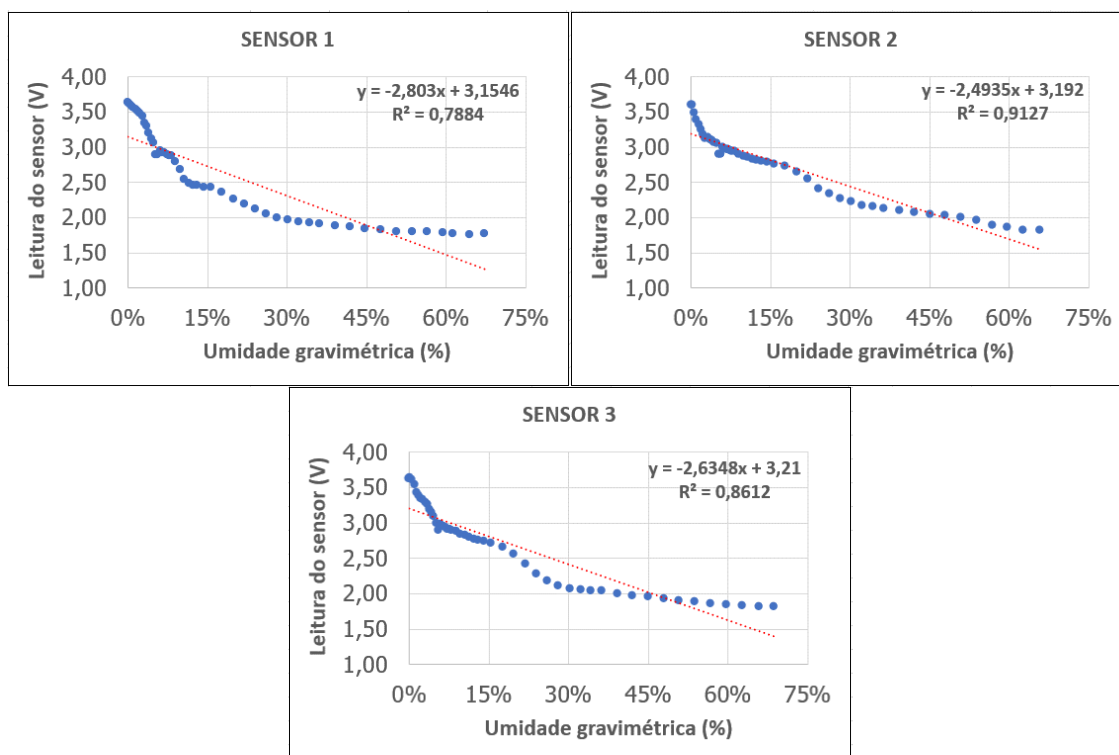 SENSOR 1
y = -2,803x + 3,1546
R² = 0,7884
Leitura do sensor (V)
4,00
3,50
3,00
2,50
2,00
1,50
1,00
0% 15% 30% 45% 60% 75%
Umidade gravimétrica (%)
SENSOR 2
y = -2,4935x + 3,192
R² = 0,9127
Leitura do sensor (V)
4,00
3,50
3,00
2,50
2,00
1,50
1,00
0% 15% 30% 45% 60% 75%
Umidade gravimétrica (%)
SENSOR 3
y = -2,6348x + 3,21
R² = 0,8612
Leitura do sensor (V)
4,00
3,50
3,00
2,50
2,00
1,50
1,00
0% 15% 30% 45% 60% 75%
Umidade gravimétrica (%)